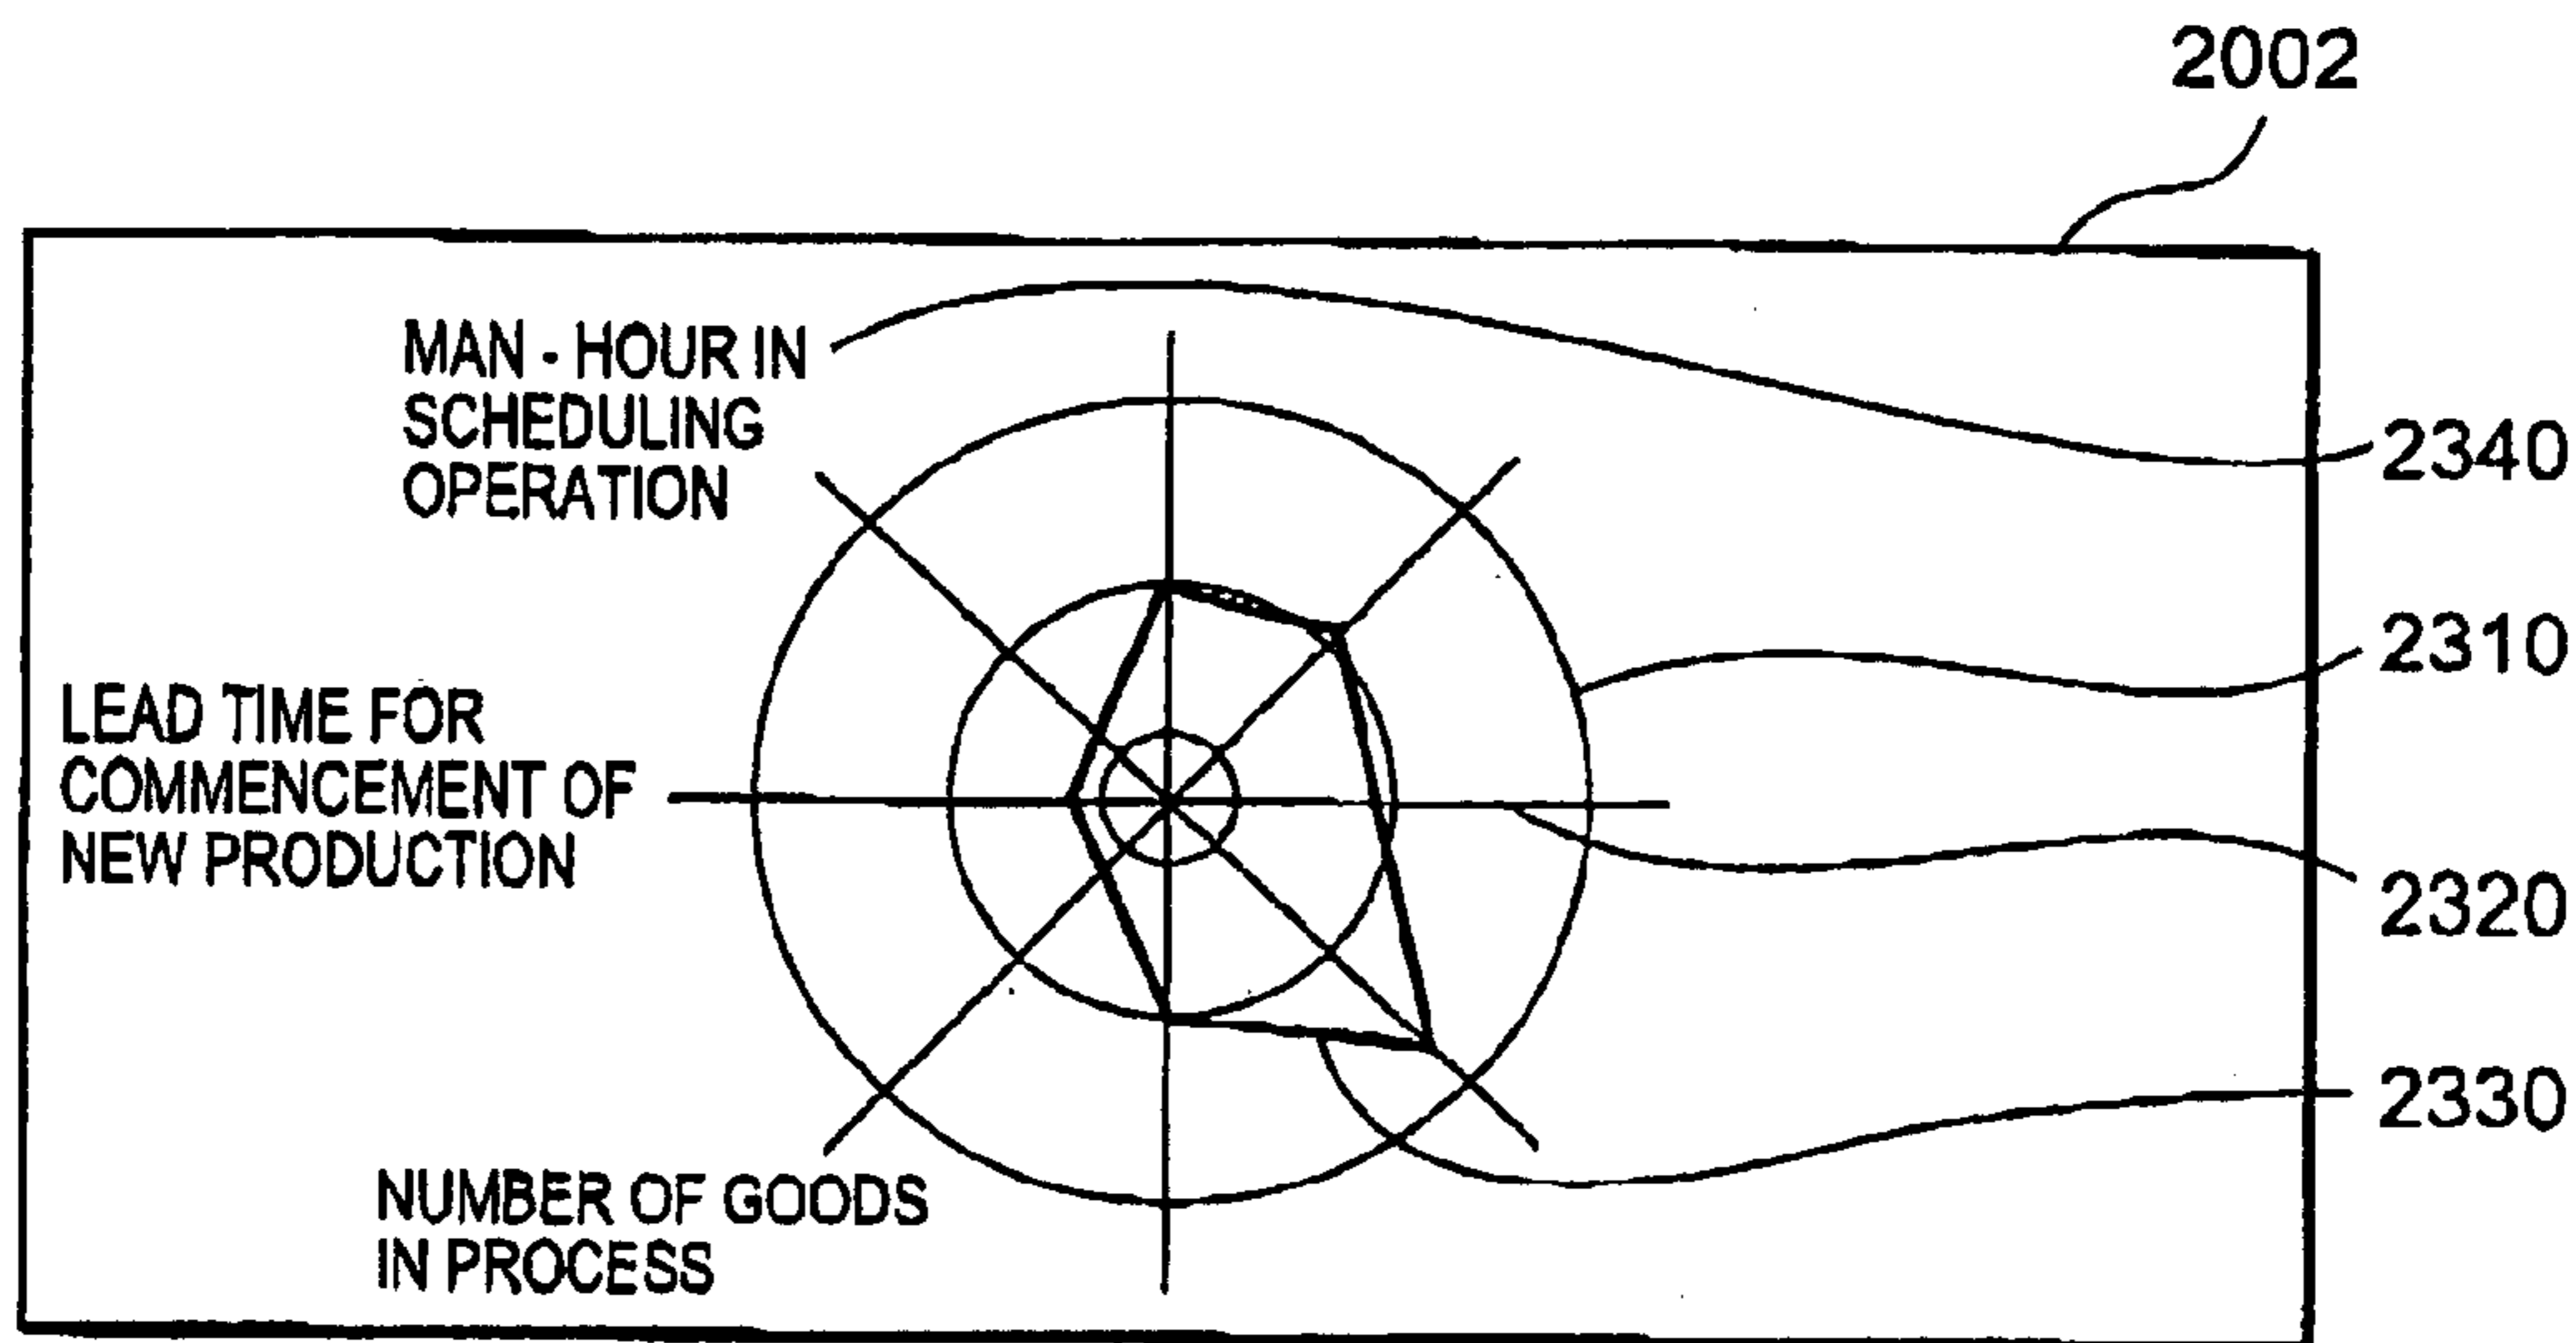 2002
MAN - HOUR IN
SCHEDULING
OPERATION
2340
2310
LEAD TIME FOR
COMMENCEMENT OF
NEW PRODUCTION
2320
2330
NUMBER OF GOODS
IN PROCESS